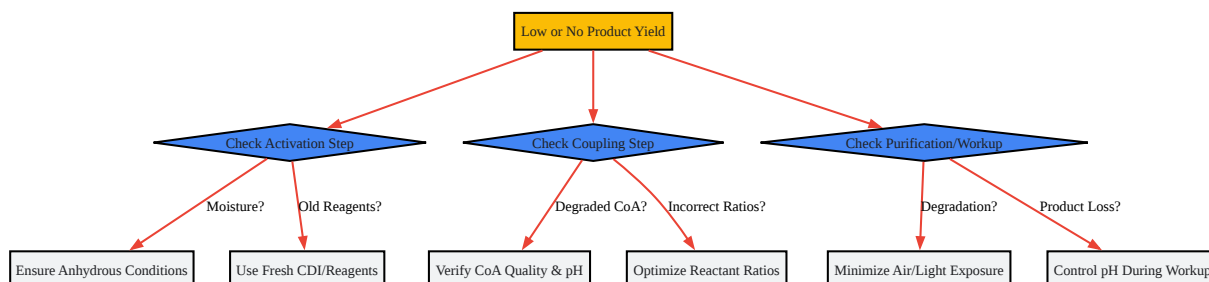 Low or No Product Yield
Check Activation Step
Check Coupling Step
Check Purification/Workup
Moisture?
Old Reagents?
Degraded CoA?
Incorrect Ratios?
Degradation?
Product Loss?
Ensure Anhydrous Conditions
Use Fresh CDI/Reagents
Verify CoA Quality & pH
Optimize Reactant Ratios
Minimize Air/Light Exposure
Control pH During Workup